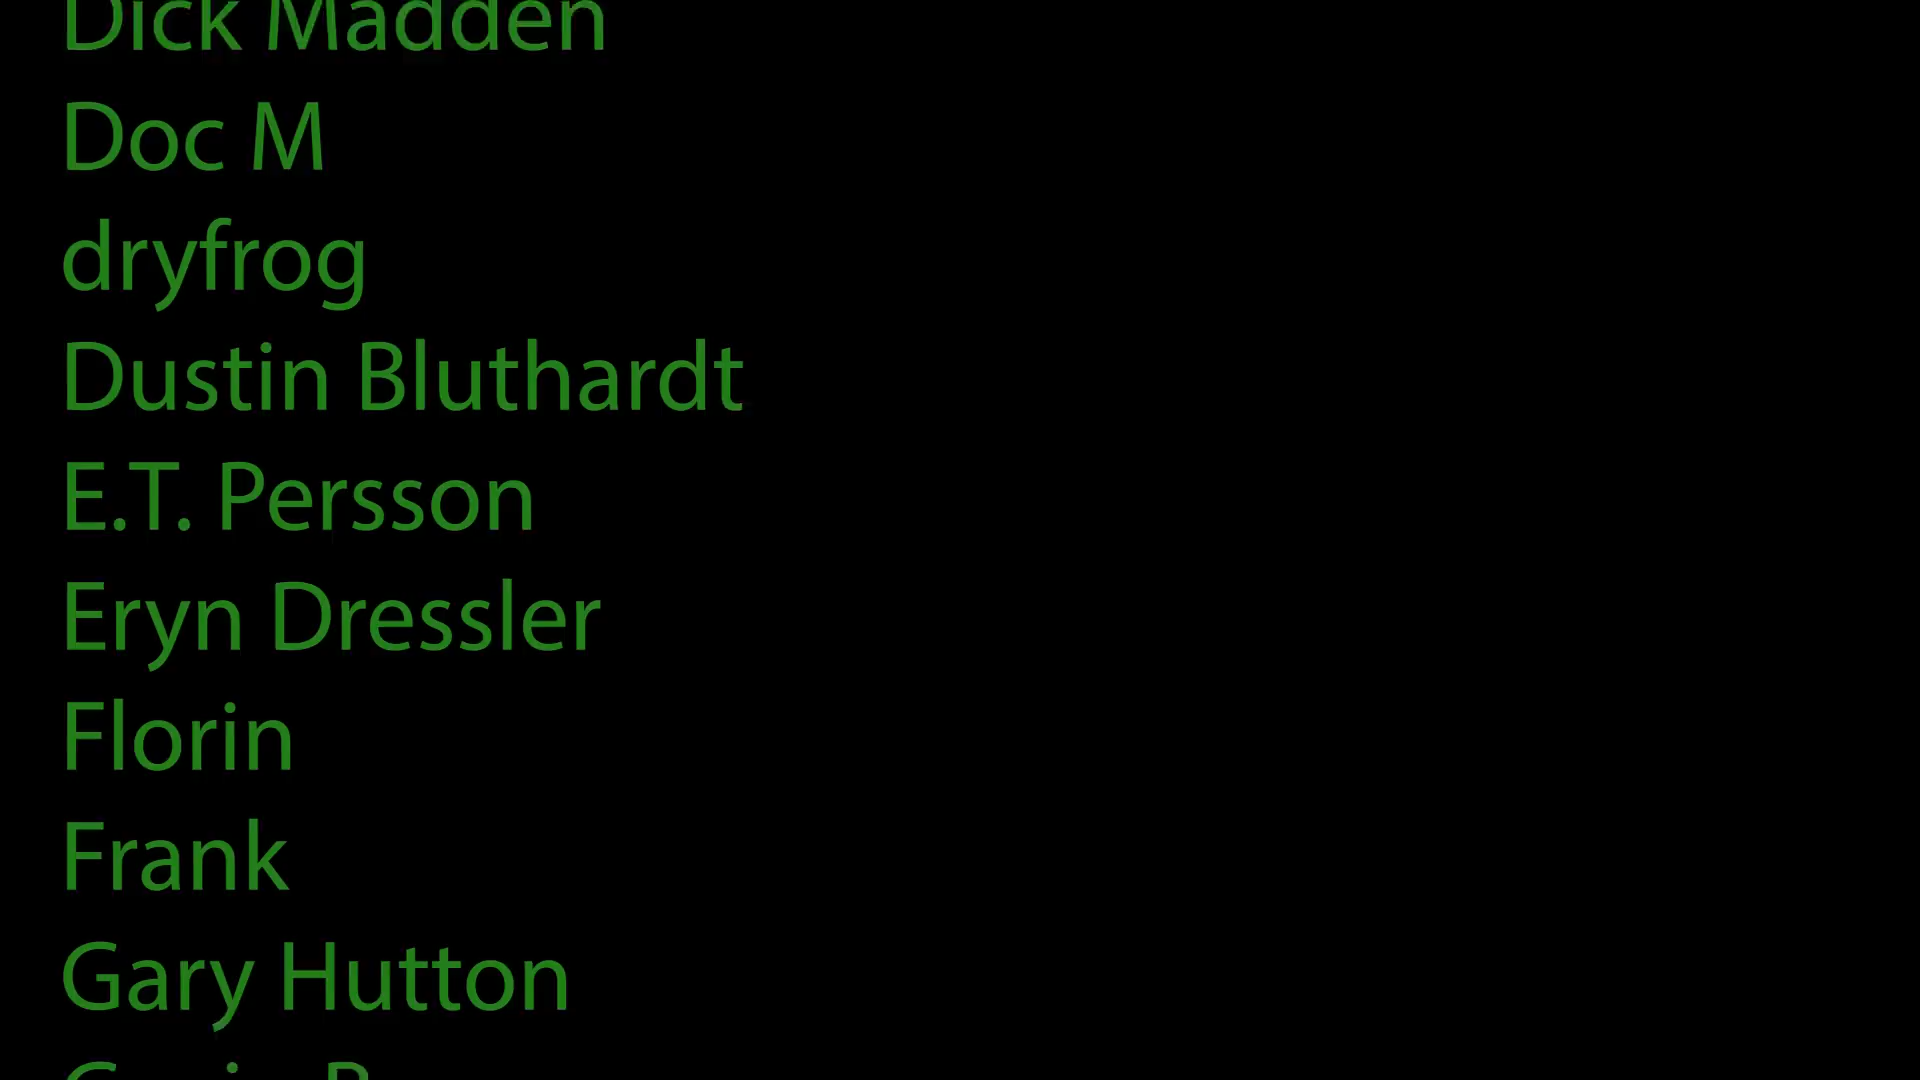 Dick Madden
Doc M
dryfrog
Dustin Bluthardt
E.T. Persson
Eryn Dressler
Florin
Frank
Gary Hutton